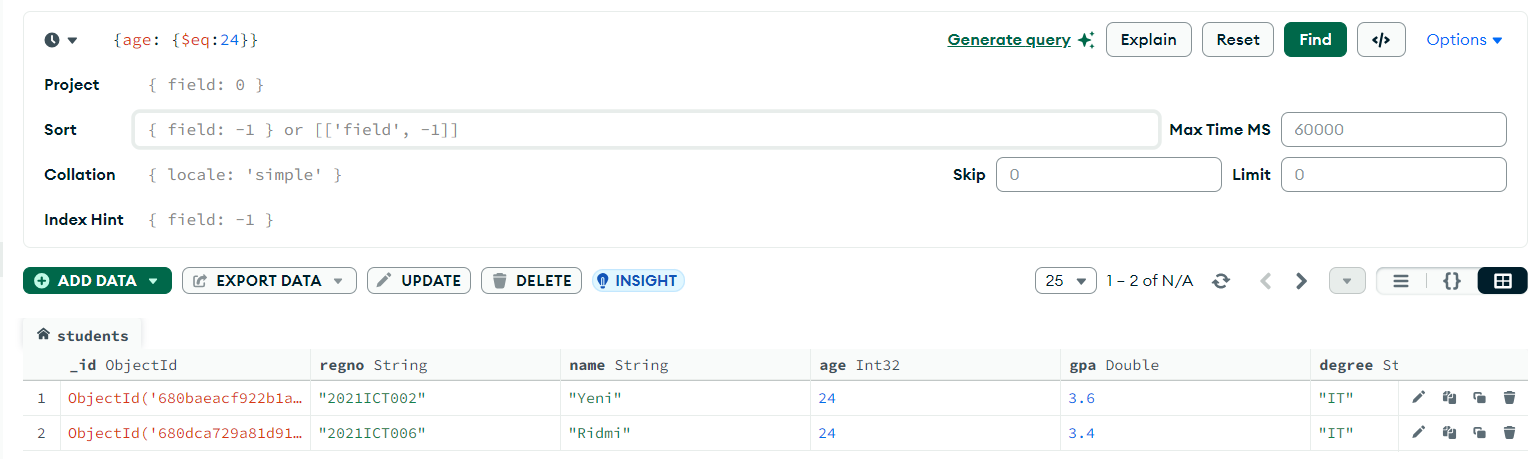 {age: {$eq:24}} Generate query Explain Reset Find </> Options
Project { field: 0 }
Sort { field: -1 } or [['field', -1]] Max Time MS 60000
Collation { locale: 'simple' } Skip 0 Limit 0
Index Hint { field: -1 }
ADD DATA EXPORT DATA UPDATE DELETE INSIGHT 25 1 – 2 of N/A {}
students
_id ObjectId regno String name String age Int32 gpa Double degree St
1 ObjectId('680baeacf922b1a… "2021ICT002" "Yeni" 24 3.6 "IT"
2 ObjectId('680dca729a81d91… "2021ICT006" "Ridmi" 24 3.4 "IT"